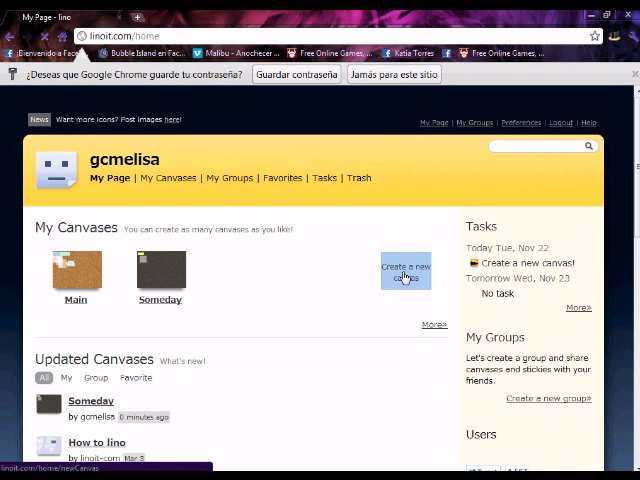 My Page - lino
linoit.com/home
¡Bienvenido a Faceb... Bubble Island en Fac... Malibu - Anochecer ... Free Online Games, ... Katia Torres Free Online Games, ...
¿Deseas que Google Chrome guarde tu contraseña? Guardar contraseña Jamás para este sitio
News Want more icons? Post images here!
My Page | My Groups | Preferences | Logout | Help
gcmelisa
My Page | My Canvases | My Groups | Favorites | Tasks | Trash
My Canvases You can create as many canvases as you like!
Create a new
canvas
Main Someday
More»
Updated Canvases What's new!
All My Group Favorite
Someday
by gcmelisa 0 minutes ago
How to lino
by linoit-com Mar 3
Tasks
Today Tue, Nov 22
Create a new canvas!
Tomorrow Wed, Nov 23
No task
More»
My Groups
Let's create a group and share
canvases and stickies with your
friends.
Create a new group»
Users
linoit.com/home/newCanvas